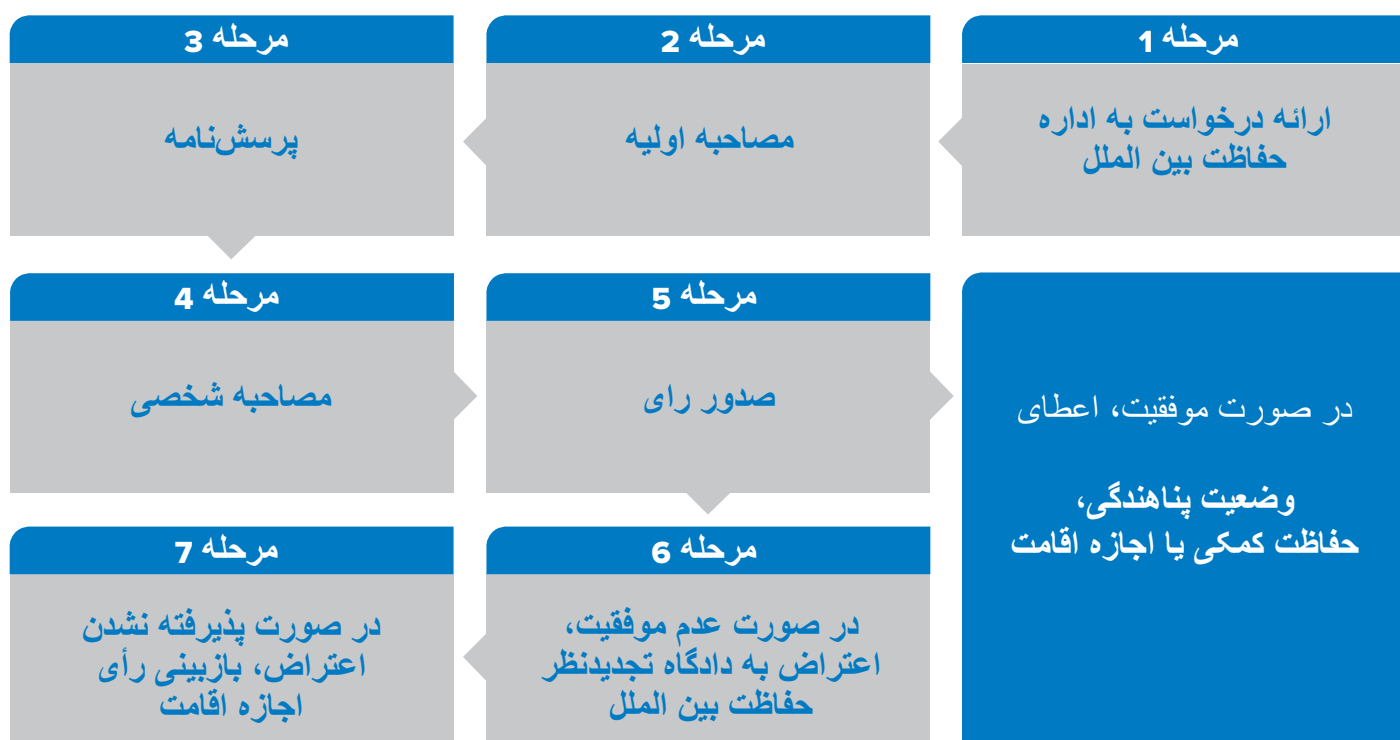 مرحله 1
ارائه درخواست به اداره
حفاظت بین الملل
مرحله 2
مصاحبه اولیه
مرحله 3
پرسش‌نامه
مرحله 4
مصاحبه شخصی
مرحله 5
صدور رای
در صورت موفقیت، اعطای
وضعیت پناهندگی،
حفاظت کمکی یا اجازه اقامت
مرحله 6
در صورت عدم موفقیت،
اعتراض به دادگاه تجدیدنظر
حفاظت بین الملل
مرحله 7
در صورت پذیرفته نشدن
اعتراض، بازبینی رأی
اجازه اقامت